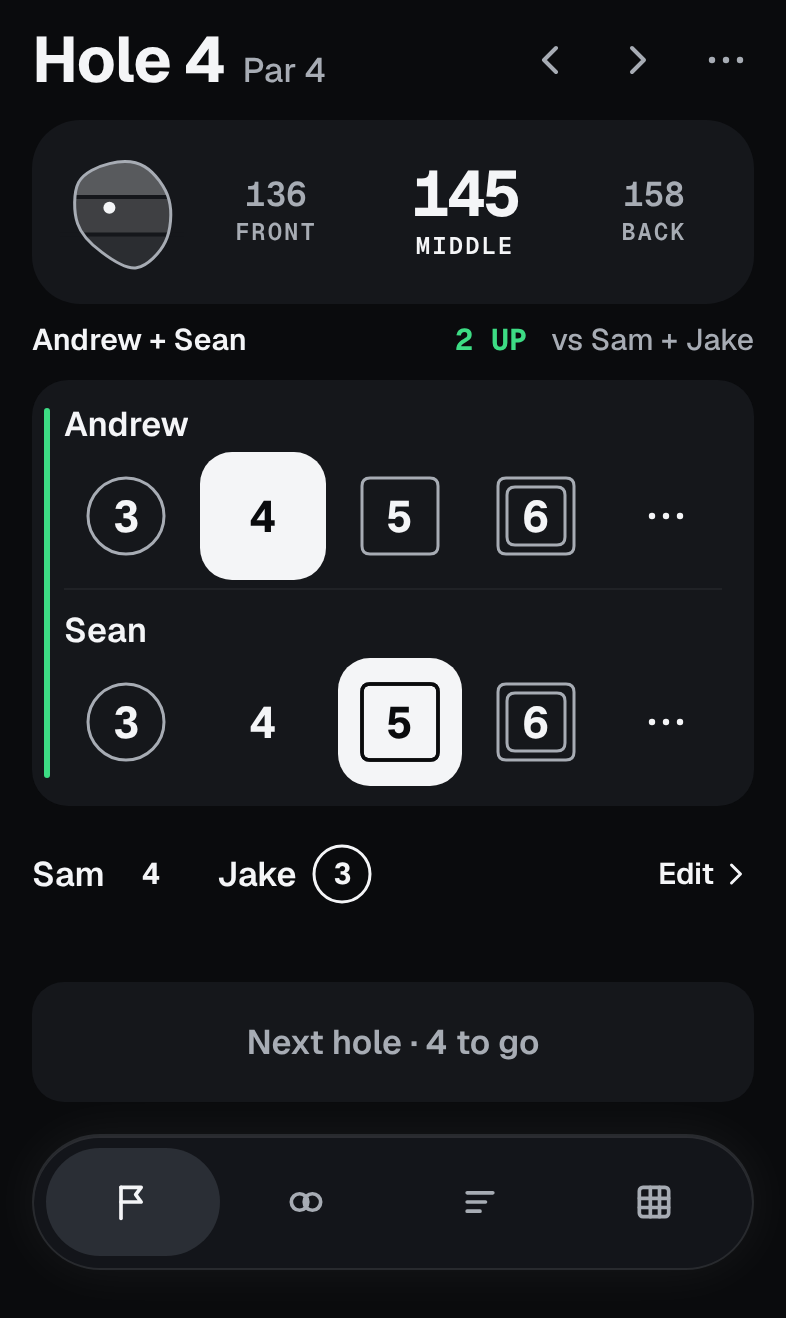 Hole 4 Par 4
136 145 158
FRONT MIDDLE BACK
Andrew + Sean 2 UP vs Sam + Jake
Andrew
3 4 5 6 ...
Sean
3 4 5 6 ...
Sam 4 Jake 3 Edit
Next hole · 4 to go